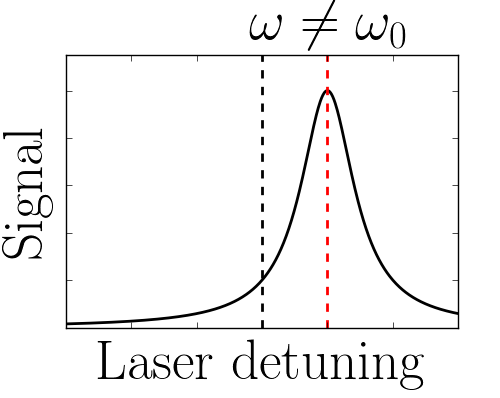 ω ≠ ω₀
Signal
Laser detuning